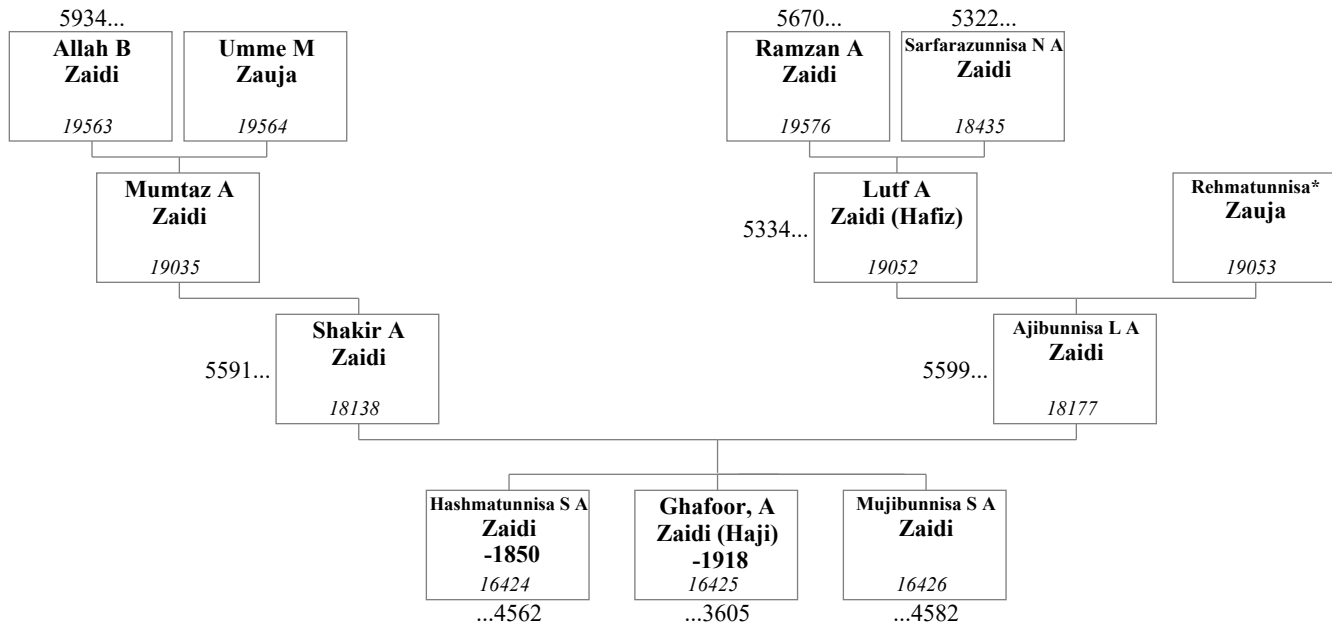 5934...
Allah B
Zaidi
19563
Umme M
Zauja
19564
5670...
Ramzan A
Zaidi
19576
5322...
Sarfarazunnisa N A
Zaidi
18435
Mumtaz A
Zaidi
19035
5334...
Lutf A
Zaidi (Hafiz)
19052
Rehmatunnisa*
Zauja
19053
5591...
Shakir A
Zaidi
18138
5599...
Ajibunnisa L A
Zaidi
18177
Hashmatunnisa S A
Zaidi
-1850
16424
...4562
Ghafoor, A
Zaidi (Haji)
-1918
16425
...3605
Mujibunnisa S A
Zaidi
16426
...4582